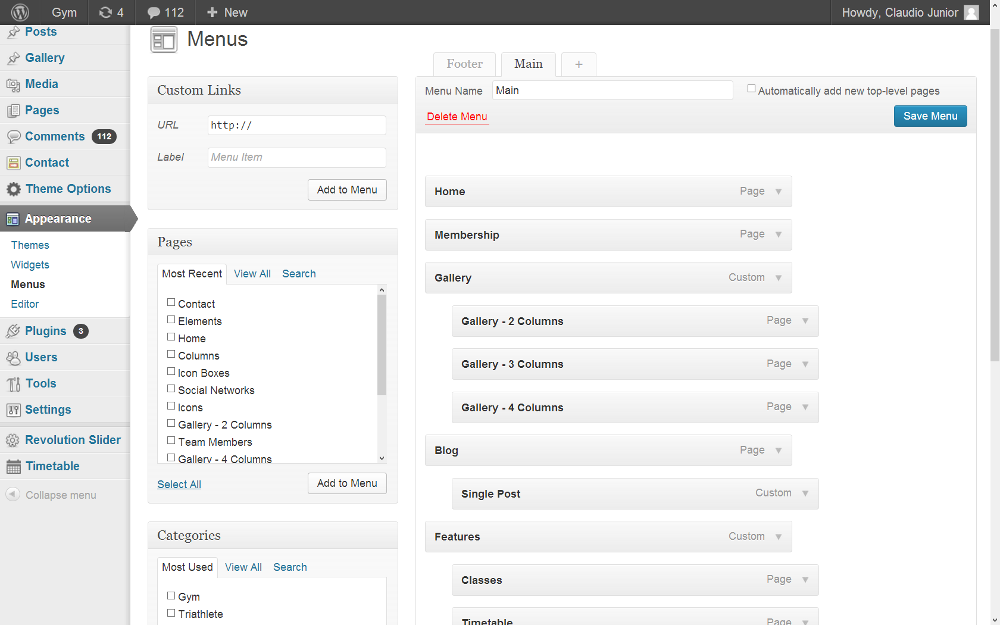 Gym
4
112
New
Howdy, Claudio Junior
Posts
Gallery
Media
Pages
Comments 112
Contact
Theme Options
Appearance
Themes
Widgets
Menus
Editor
Plugins 3
Users
Tools
Settings
Revolution Slider
Timetable
Collapse menu
Menus
Custom Links
URL http://
Label Menu Item
Add to Menu
Pages
Most Recent View All Search
Contact
Elements
Home
Columns
Icon Boxes
Social Networks
Icons
Gallery - 2 Columns
Team Members
Gallery - 4 Columns
Select All Add to Menu
Categories
Most Used View All Search
Gym
Triathlete
Footer Main +
Menu Name Main Automatically add new top-level pages
Delete Menu Save Menu
Home Page
Membership Page
Gallery Custom
Gallery - 2 Columns Page
Gallery - 3 Columns Page
Gallery - 4 Columns Page
Blog Page
Single Post Custom
Features Custom
Classes Page
Timetable Page